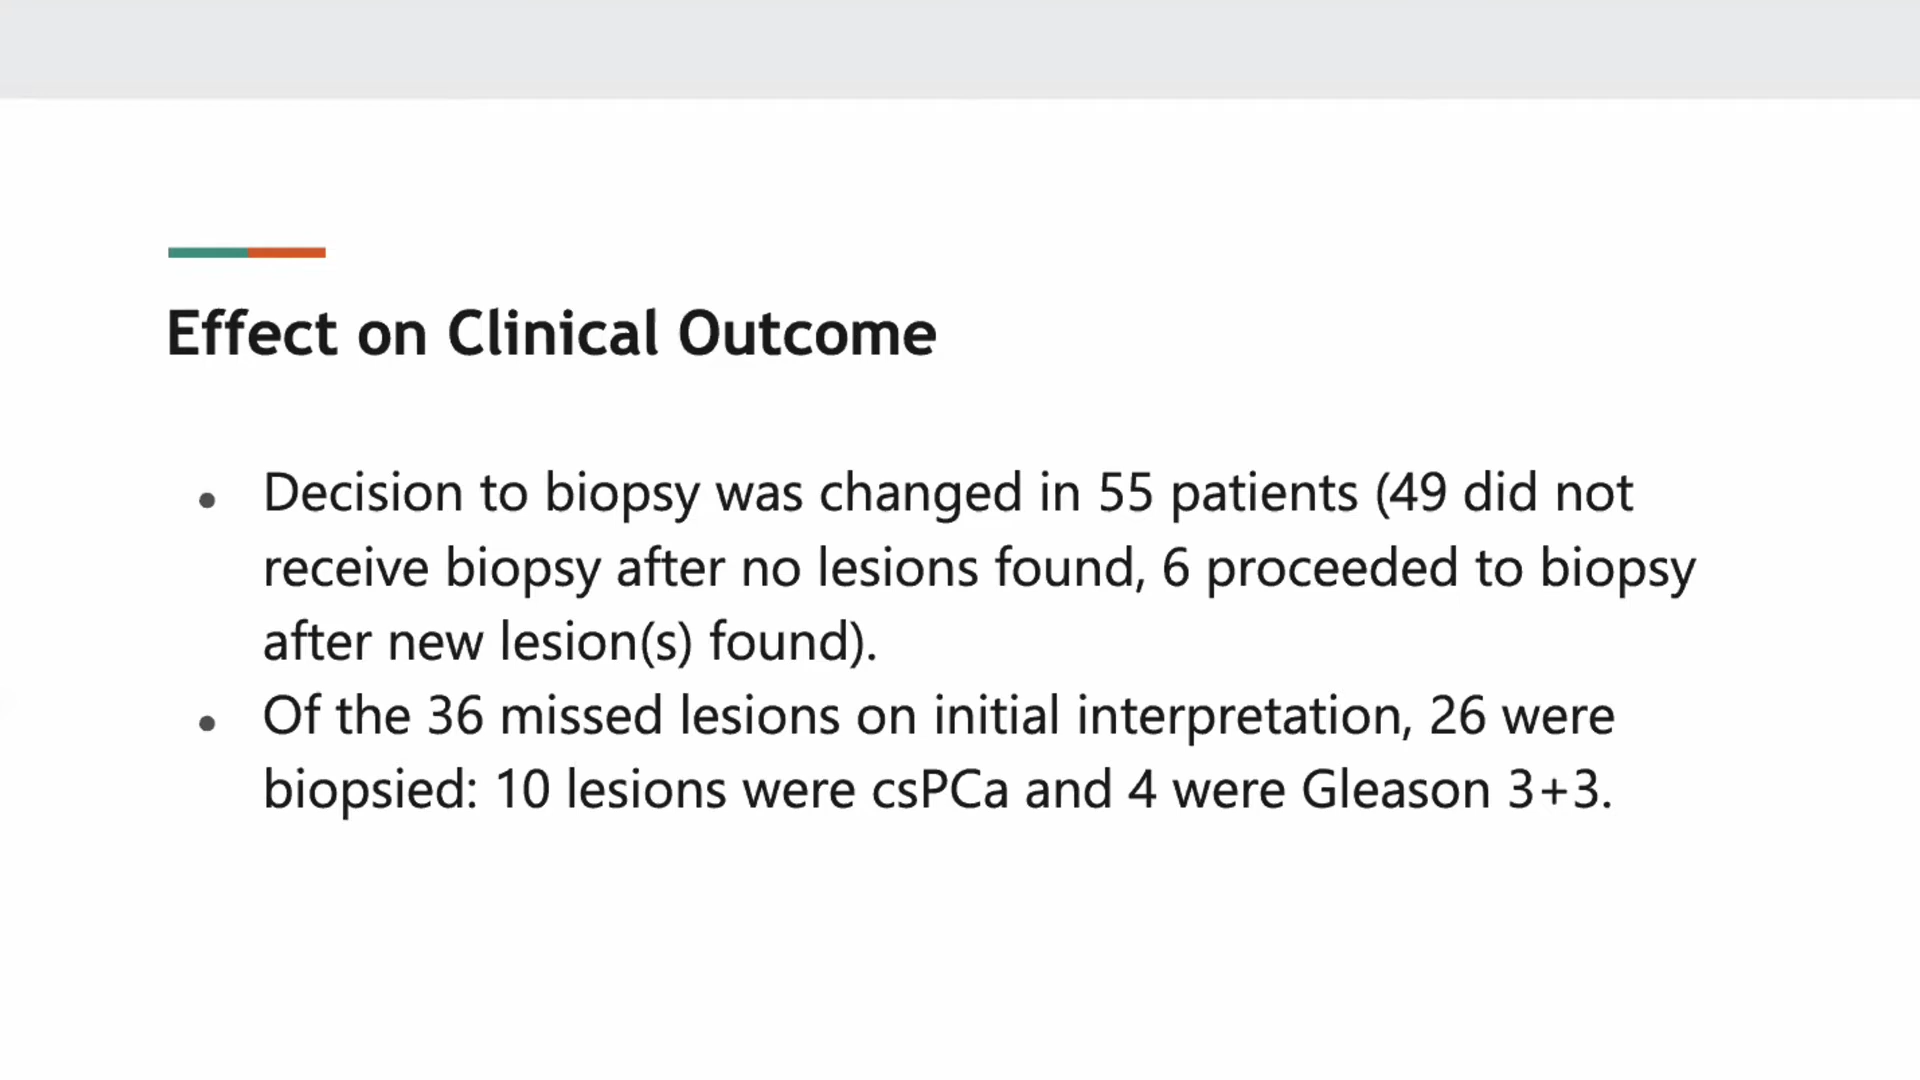 Effect on Clinical Outcome
• Decision to biopsy was changed in 55 patients (49 did not
receive biopsy after no lesions found, 6 proceeded to biopsy
after new lesion(s) found).
• Of the 36 missed lesions on initial interpretation, 26 were
biopsied: 10 lesions were csPCa and 4 were Gleason 3+3.